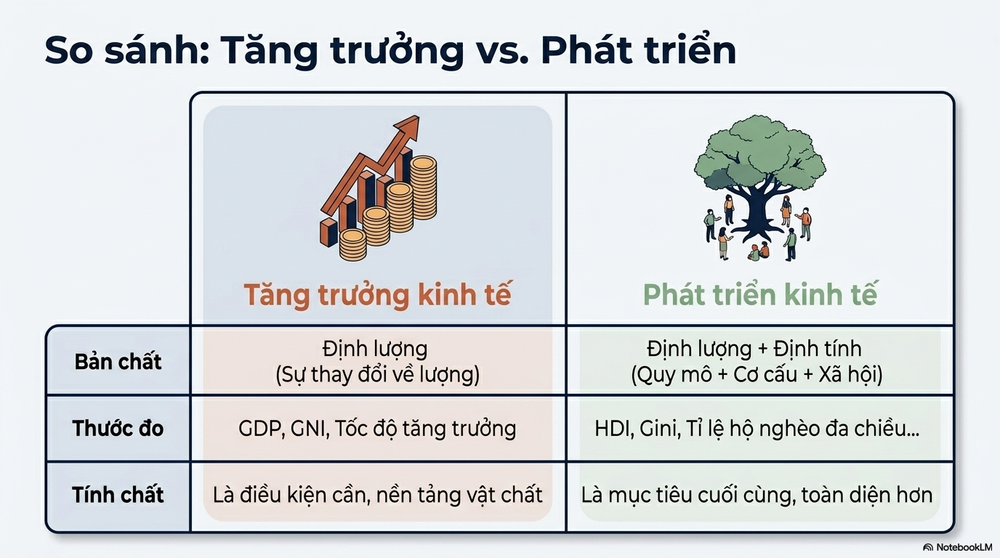 So sánh: Tăng trưởng vs. Phát triển
Tăng trưởng kinh tế
Phát triển kinh tế
Bản chất
Định lượng
(Sự thay đổi về lượng)
Định lượng + Định tính
(Quy mô + Cơ cấu + Xã hội)
Thước đo
GDP, GNI, Tốc độ tăng trưởng
HDI, Gini, Tỉ lệ hộ nghèo đa chiều...
Tính chất
Là điều kiện cần, nền tảng vật chất
Là mục tiêu cuối cùng, toàn diện hơn
NotebookLM